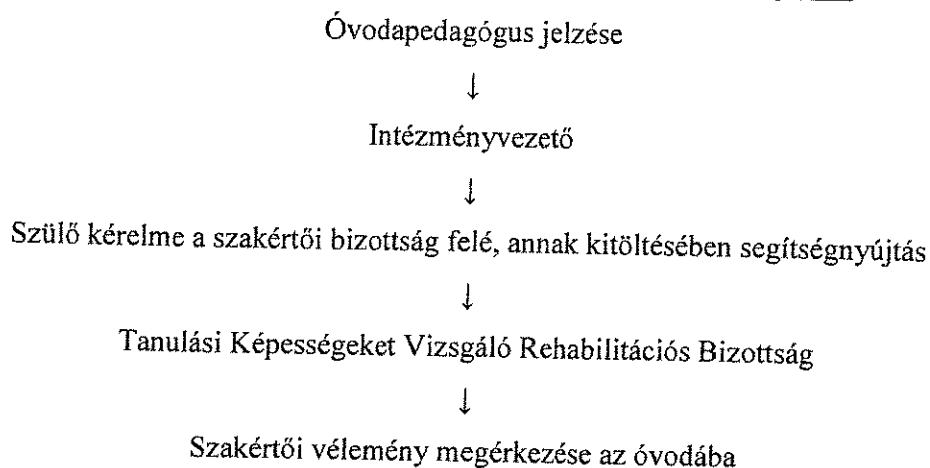 Óvodapedagógus jelzése
↓
Intézményvezető
↓
Szülő kérelme a szakértői bizottság felé, annak kitöltésében segítségnyújtás
↓
Tanulási Képességeket Vizsgáló Rehabilitációs Bizottság
↓
Szakértői vélemény megérkezése az óvodába